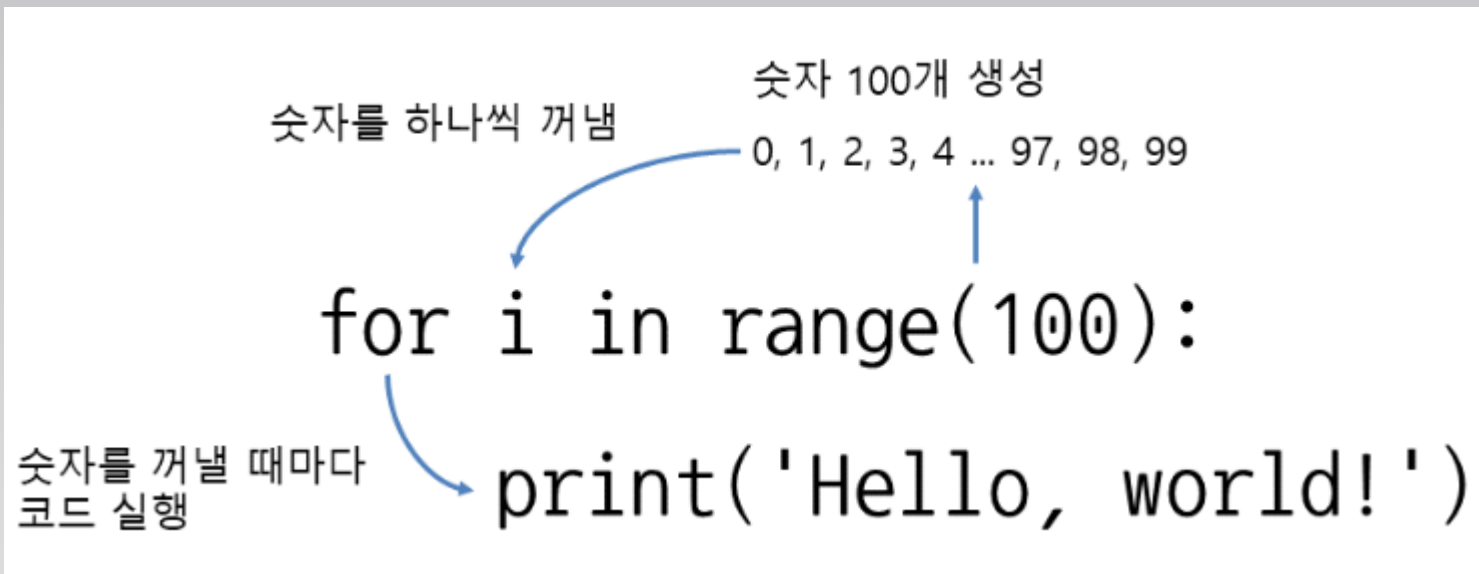 숫자 100개 생성
숫자를 하나씩 꺼냄
0, 1, 2, 3, 4 ... 97, 98, 99
for i in range(100):
숫자를 꺼낼 때마다
코드 실행
print('Hello, world!')